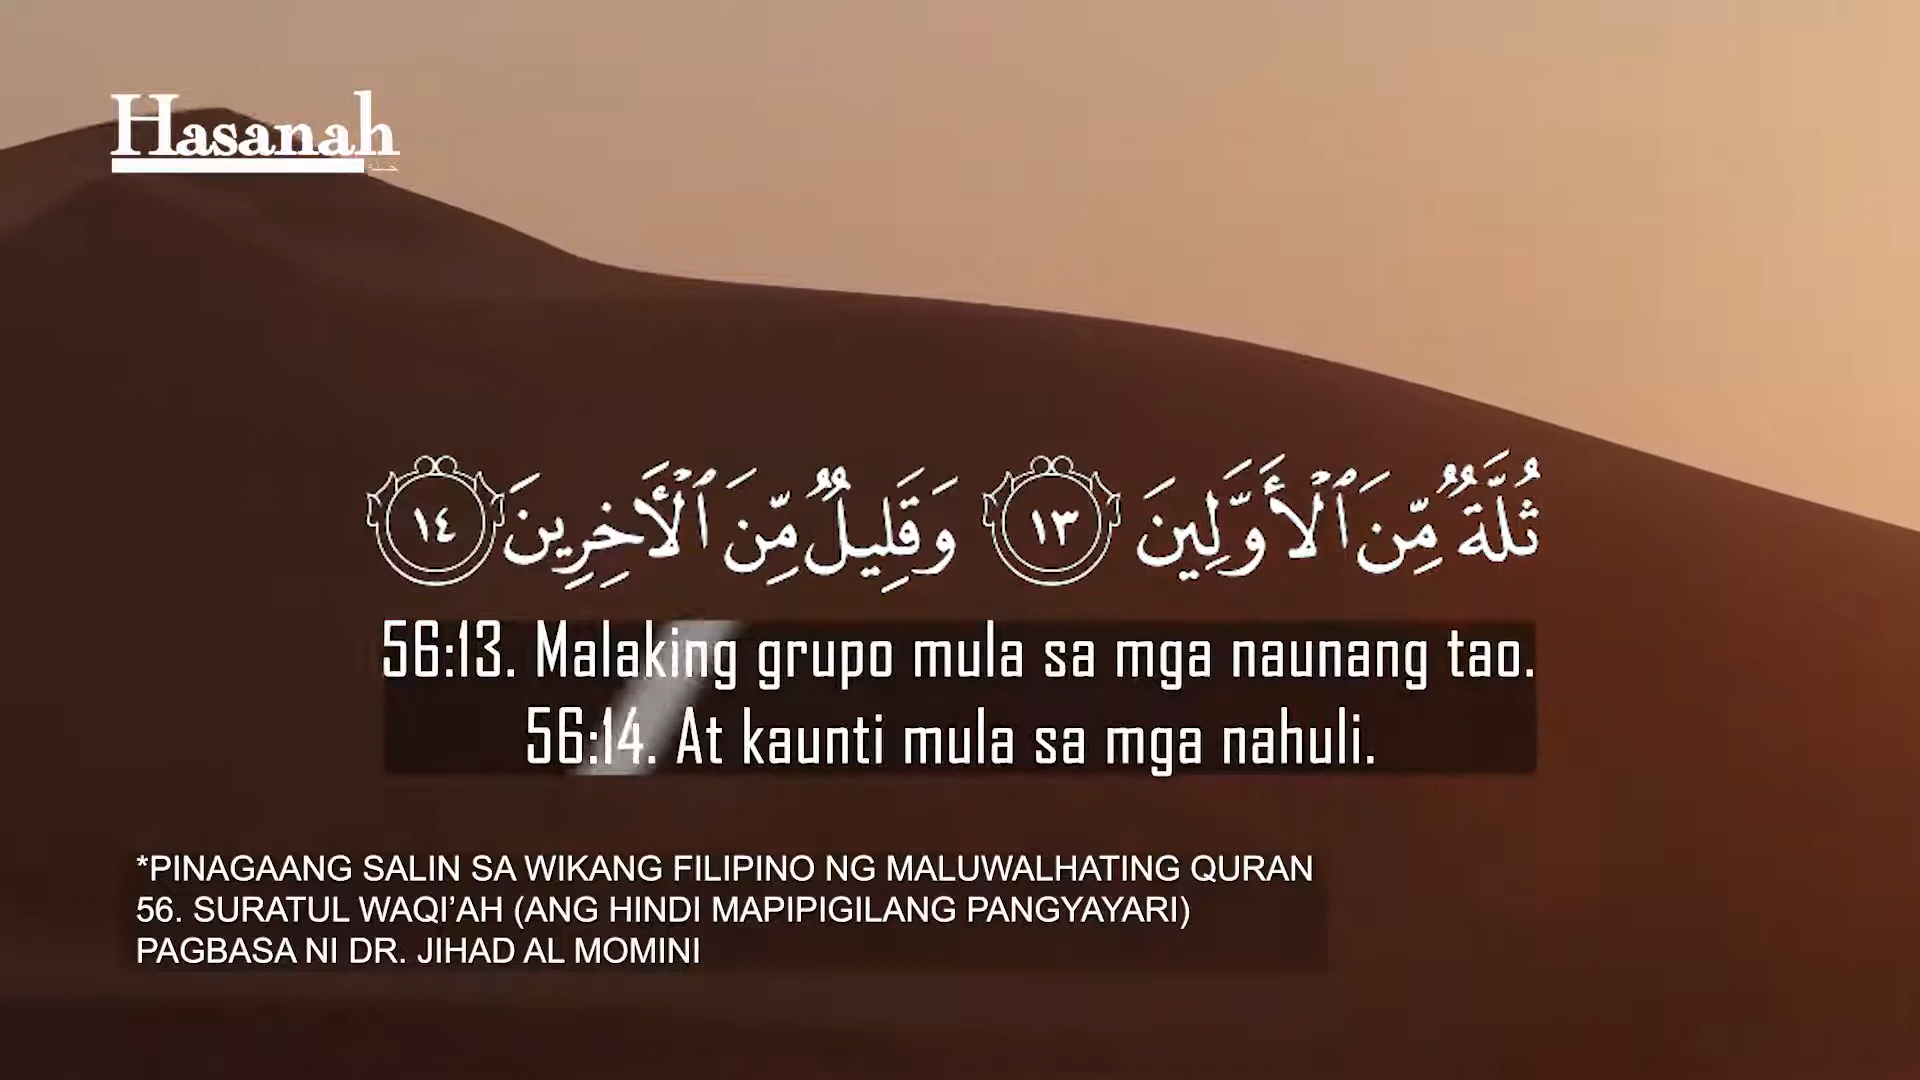 Hasanah
حسنة
ثُلَّةٌ مِّنَ ٱلْأَوَّلِينَ ١٣ وَقَلِيلٌ مِّنَ ٱلْـَٔاخِرِينَ ١٤
56:13. Malaking grupo mula sa mga naunang tao.
56:14. At kaunti mula sa mga nahuli.
*PINAGAANG SALIN SA WIKANG FILIPINO NG MALUWALHATING QURAN
56. SURATUL WAQI’AH (ANG HINDI MAPIPIGILANG PANGYAYARI)
PAGBASA NI DR. JIHAD AL MOMINI